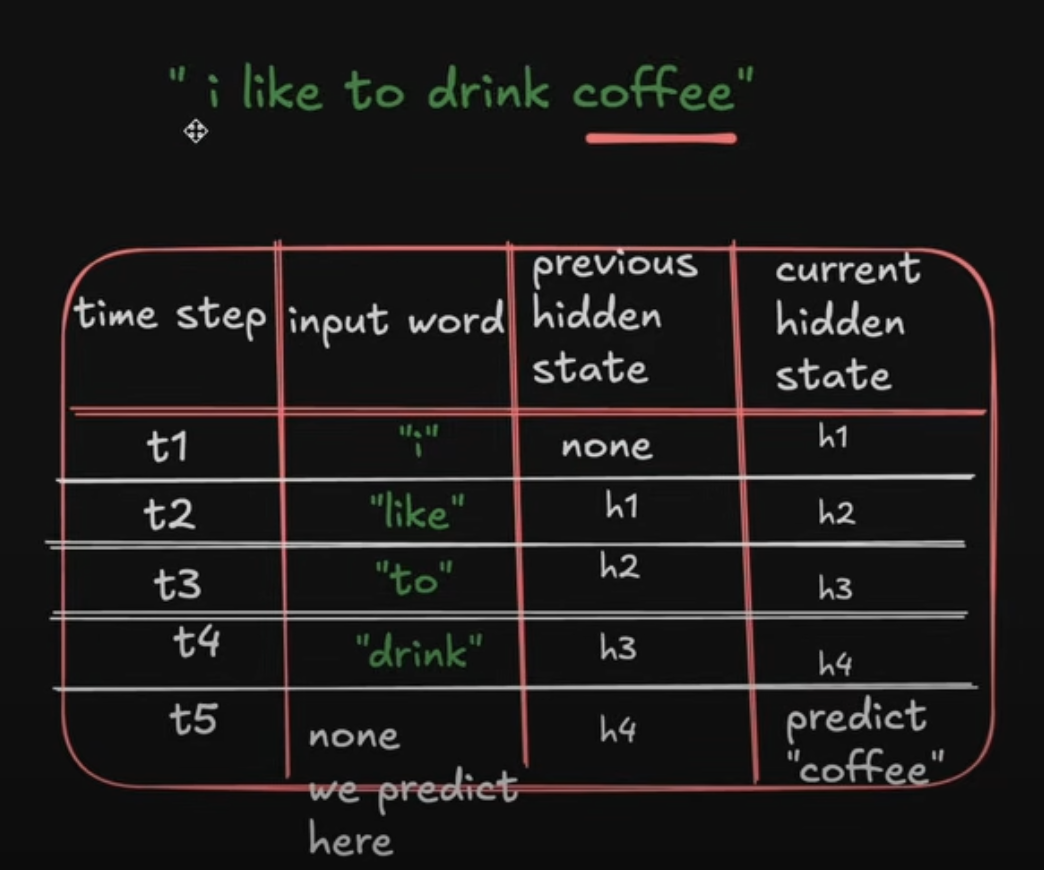 " i like to drink coffee"
time step input word previous hidden state current hidden state
t1 "i" none h1
t2 "like" h1 h2
t3 "to" h2 h3
t4 "drink" h3 h4
t5 none we predict here h4 predict "coffee"